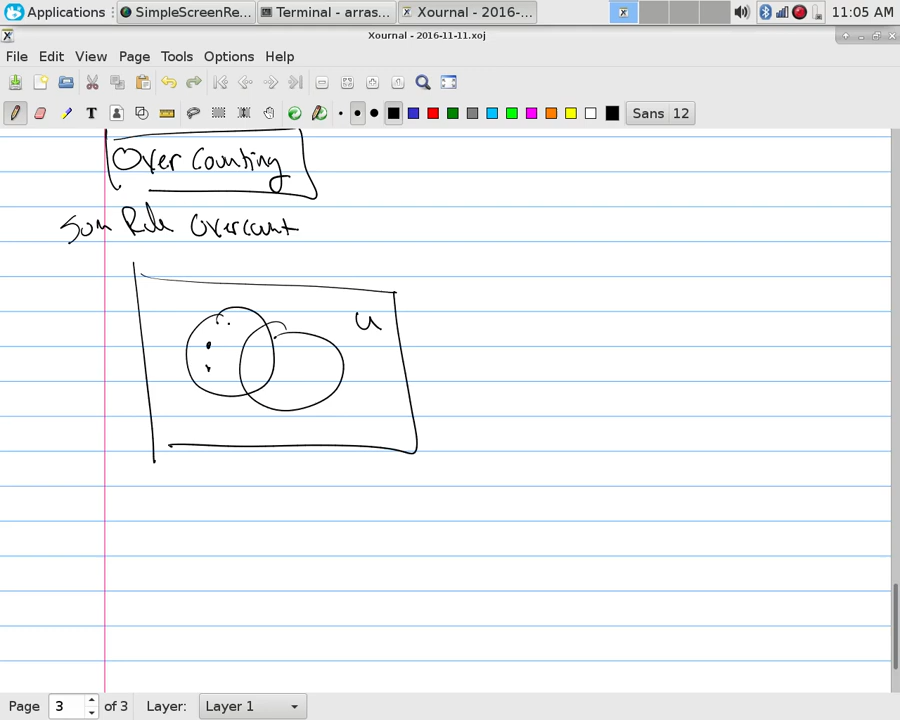 Applications SimpleScreenRe... Terminal - arras... Xournal - 2016-... 11:05 AM
Xournal - 2016-11-11.xoj
File Edit View Page Tools Options Help
T Sans 12
Over Counting
Sum Rule Overcount
U
Page 3 of 3 Layer: Layer 1